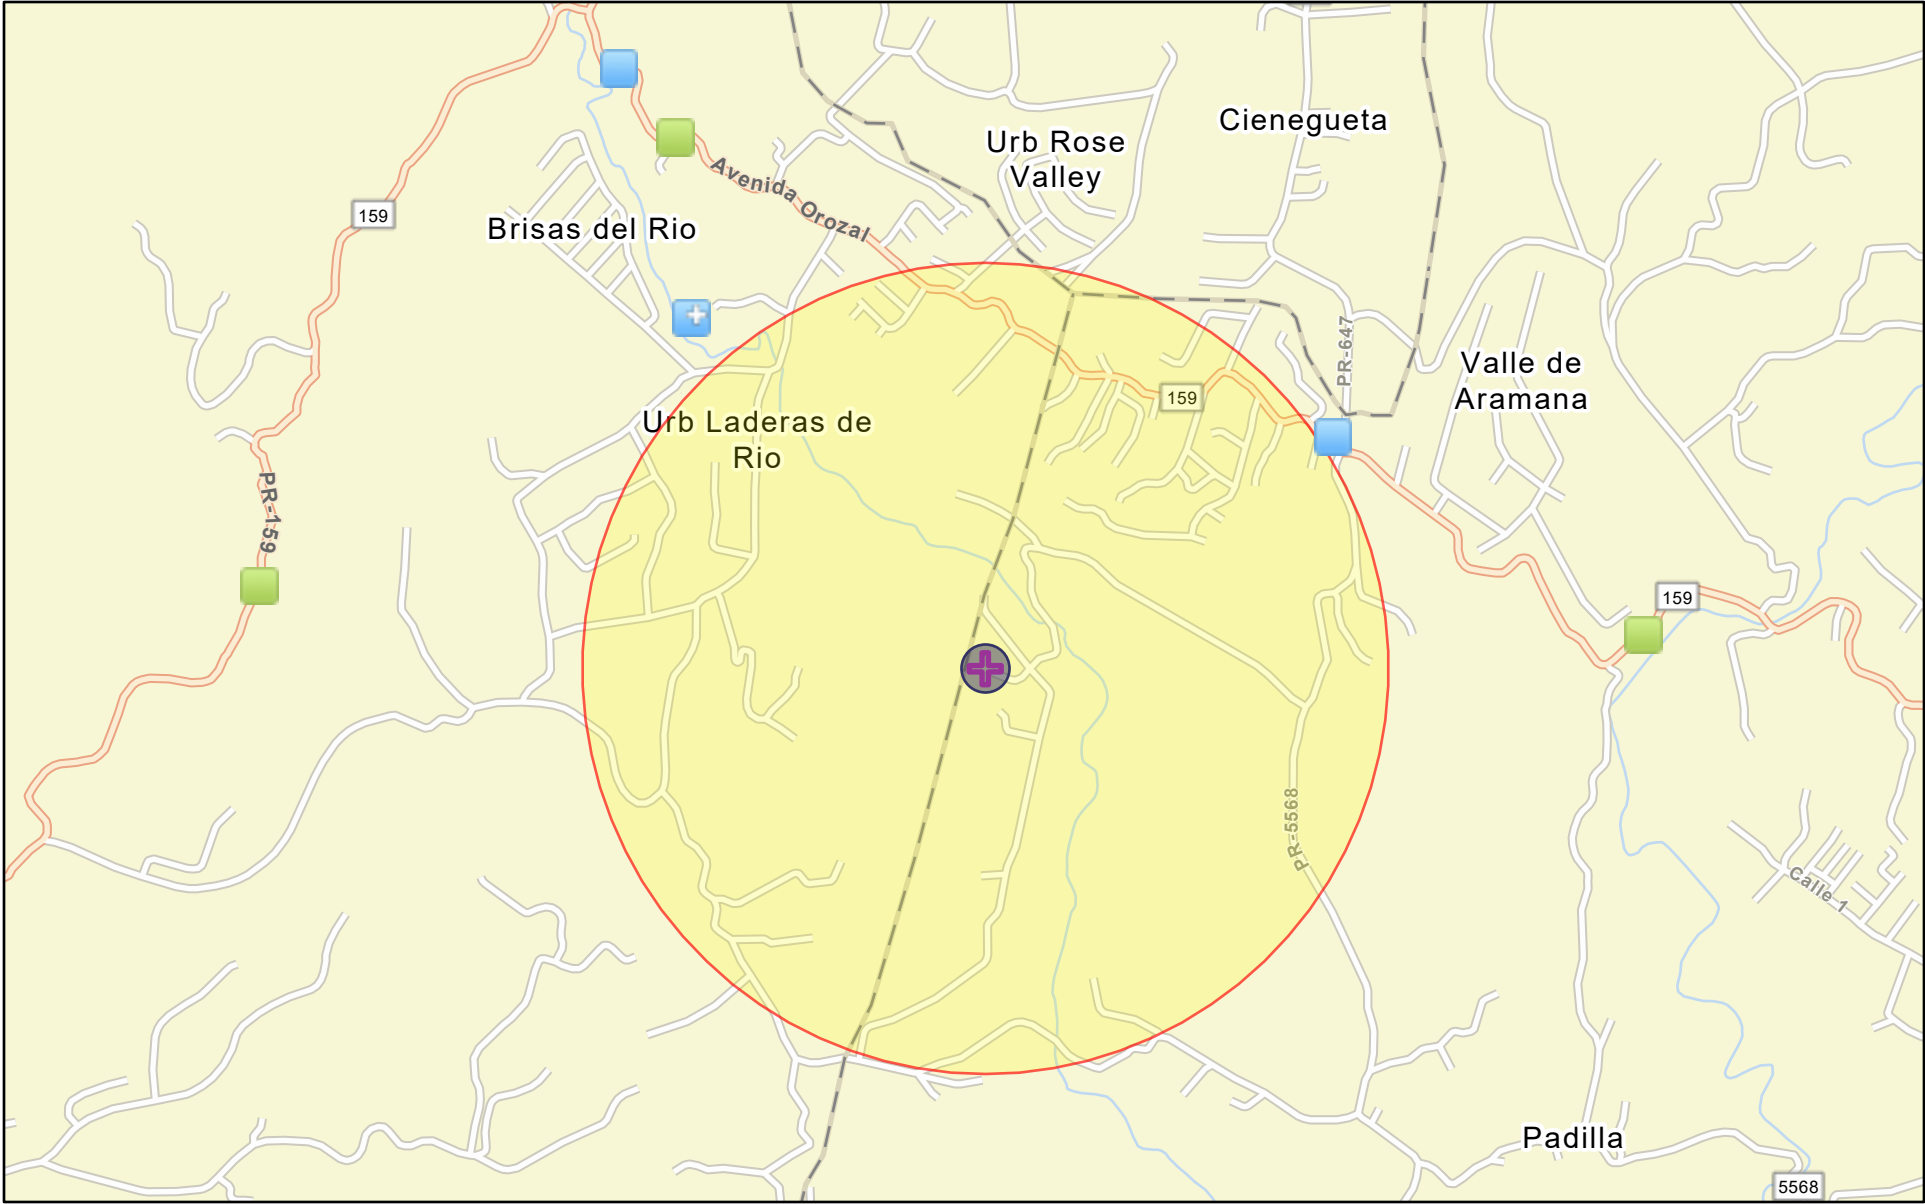 Cienegueta
Urb Rose
Valley
Avenida Orozal
159
Brisas del Rio
PR-647
Valle de
Aramana
159
Urb Laderas de
Rio
PR-159
159
PR-5568
Calle 1
Padilla
5568